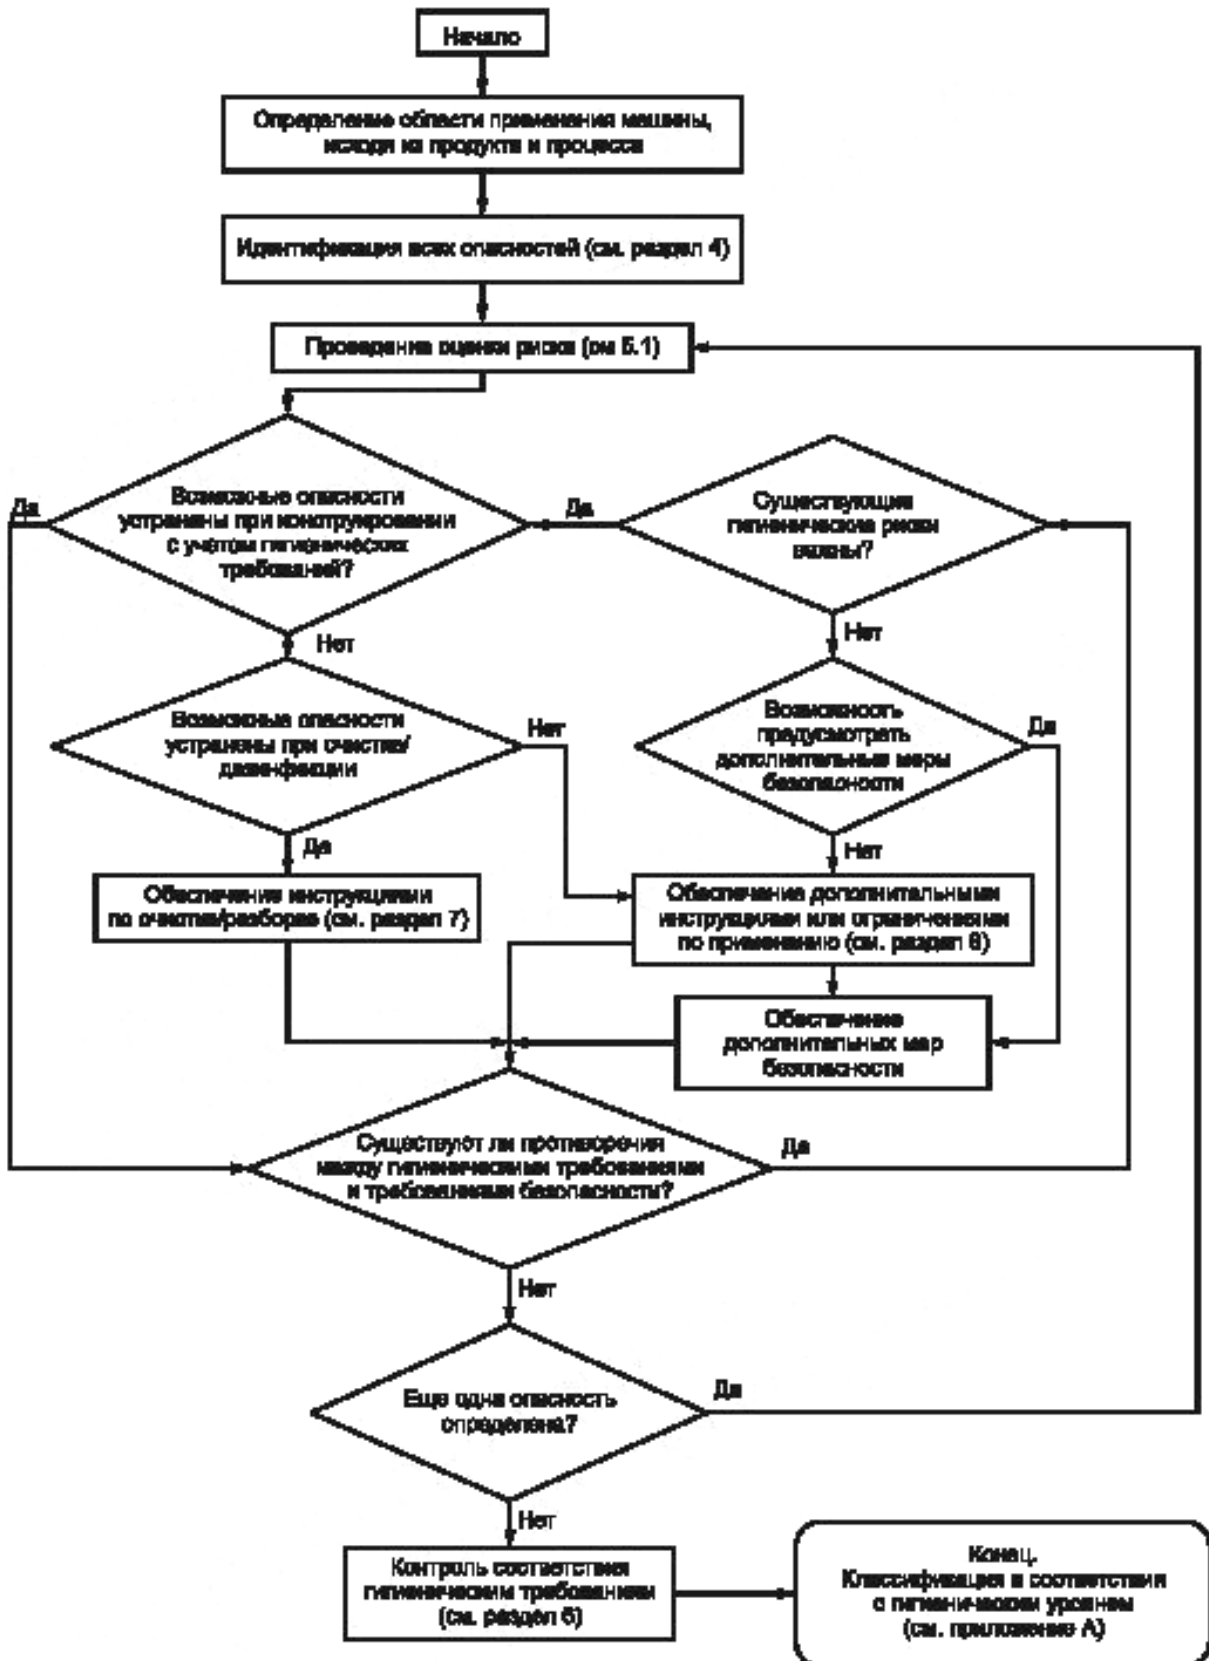 Начало
Определение области применения машины,
исходя из продукта и процесса
Идентификация всех опасностей (см. раздел 4)
Проведение оценки риска (см 5.1)
Да
Возможные опасности
устранены при конструировании
с учетом гигиенических
требований?
Да
Существующие
гигиенические риски
важны?
Нет
Нет
Возможные опасности
устранены при очистке/
дезинфекции
Нет
Возможность
предусмотреть
дополнительные меры
безопасности
Да
Да
Нет
Обеспечение инструкциями
по очистке/разборке (см. раздел 7)
Обеспечение дополнительными
инструкциями или ограничениями
по применению (см. раздел 8)
Обеспечение
дополнительных мер
безопасности
Существуют ли противоречия
между гигиеническими требованиями
и требованиями безопасности?
Да
Нет
Еще одна опасность
определена?
Да
Нет
Контроль соответствия
гигиеническим требованиям
(см. раздел 6)
Конец.
Классификация в соответствии
с гигиеническим уровнем
(см. приложение А)